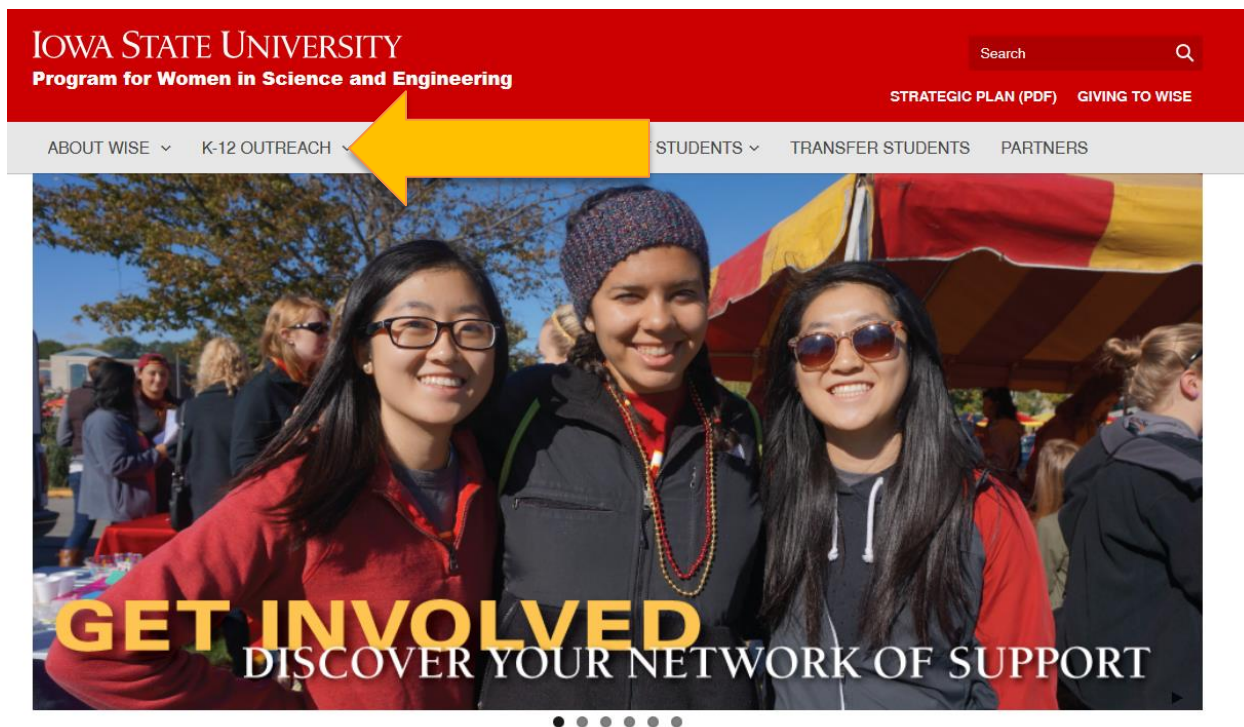 IOWA STATE UNIVERSITY
Program for Women in Science and Engineering
Search
STRATEGIC PLAN (PDF) GIVING TO WISE
ABOUT WISE K-12 OUTREACH STUDENTS TRANSFER STUDENTS PARTNERS
GET INVOLVED
DISCOVER YOUR NETWORK OF SUPPORT